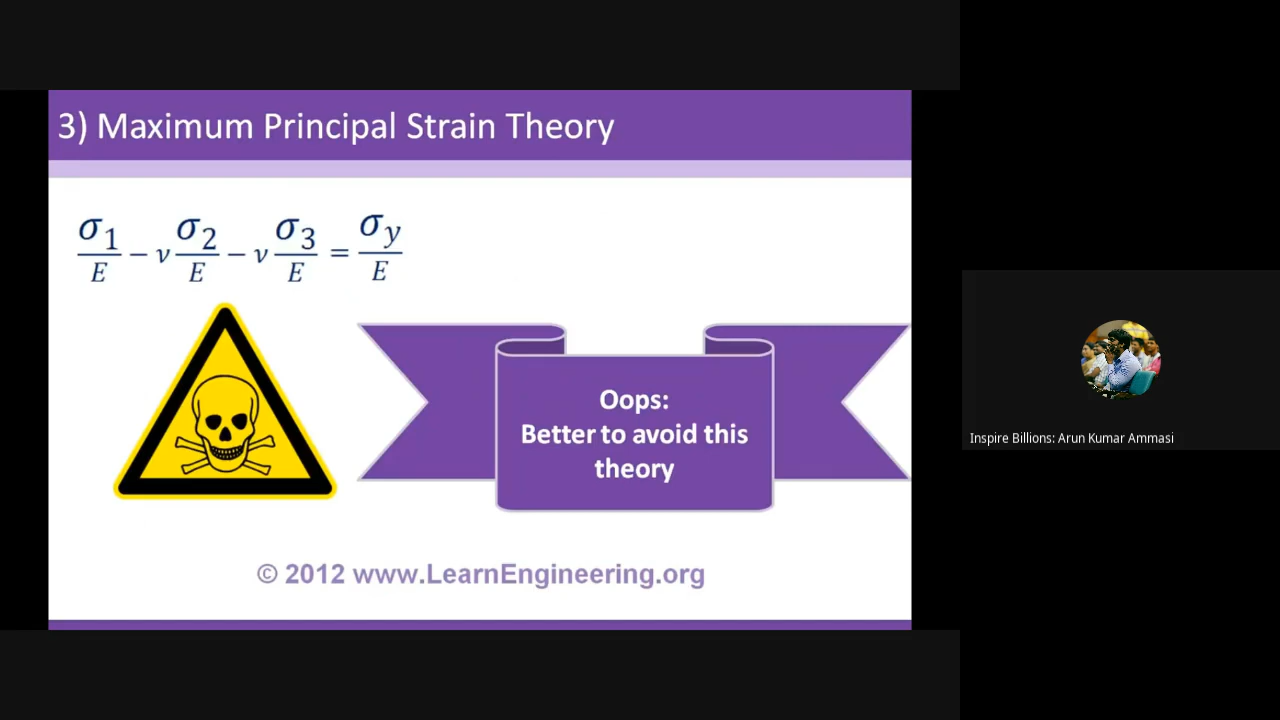 3) Maximum Principal Strain Theory
σ1/E − ν σ2/E − ν σ3/E = σy/E
Oops:
Better to avoid this
theory
© 2012 www.LearnEngineering.org
Inspire Billions: Arun Kumar Ammasi